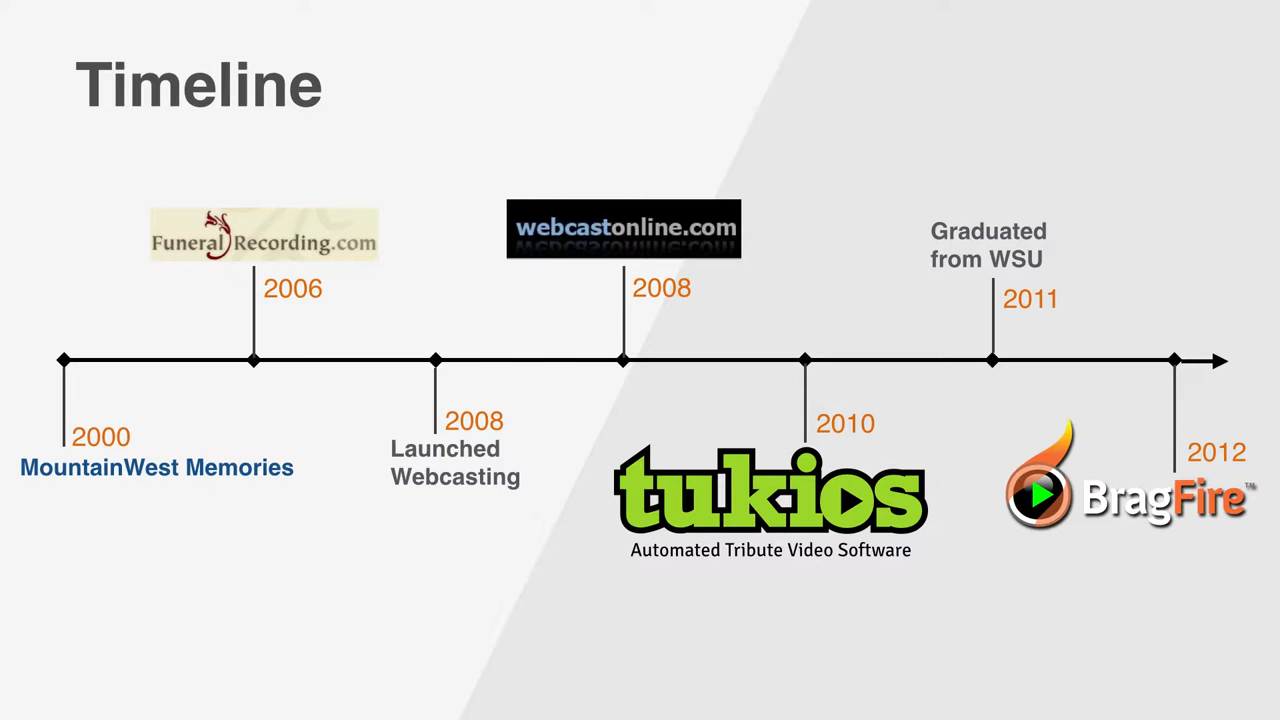 Timeline
FuneralRecording.com
2006
webcastonline.com
2008
Graduated
from WSU
2011
2000
MountainWest Memories
2008
Launched
Webcasting
2010
tukios
Automated Tribute Video Software
2012
BragFire™